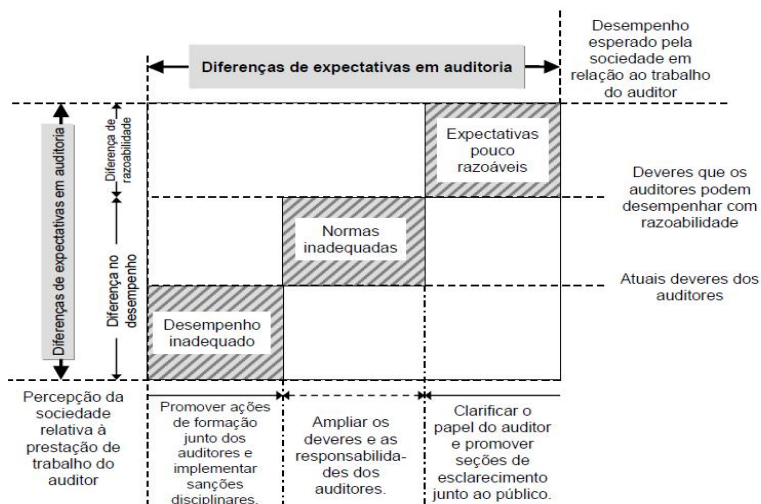 Desempenho
esperado pela
sociedade em
relação ao trabalho
do auditor
Diferenças de expectativas em auditoria
Diferenças de expectativas em auditoria
Diferença de
razoabilidade
Diferença no
desempenho
Expectativas
pouco
razoáveis
Deveres que os
auditores podem
desempenhar com
razoabilidade
Normas
inadequadas
Atuais deveres dos
auditores
Desempenho
inadequado
Percepção da
sociedade
relativa à
prestação de
trabalho do
auditor
Promover ações
de formação
junto dos
auditores e
implementar
sanções
disciplinares.
Ampliar os
deveres e as
responsabilida-
des dos
auditores.
Clarificar o
papel do auditor
e promover
seções de
esclarecimento
junto ao público.